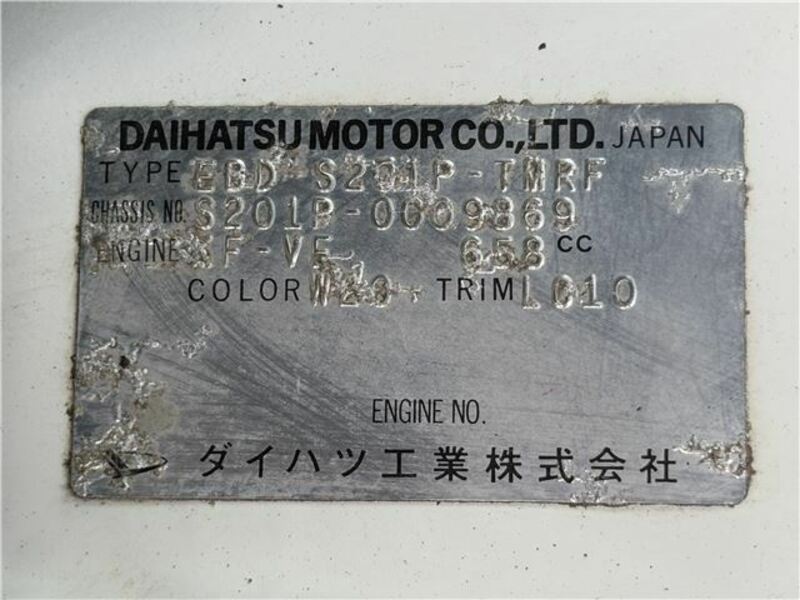 DAIHATSU MOTOR CO.,LTD. JAPAN
TYPE EBD-S201P-TMRF
CHASSIS NO. S201P-0009869
ENGINE KF-VE 658 CC
COLOR W TRIM LC10
ENGINE NO.
ダイハツ工業株式会社